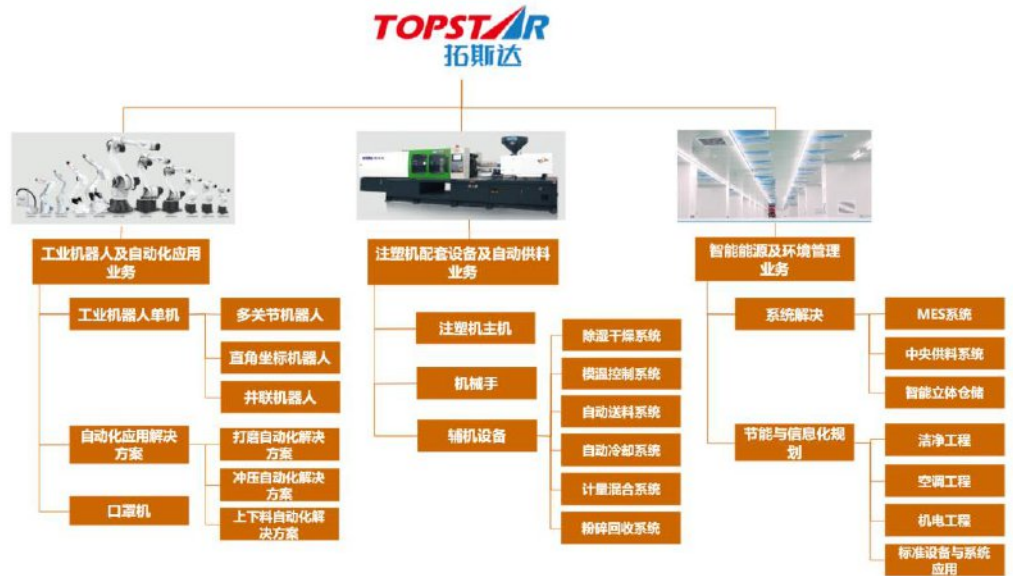 TOPSTAR
拓斯达
工业机器人及自动化应用
业务
工业机器人单机
多关节机器人
直角坐标机器人
并联机器人
自动化应用解决
方案
打磨自动化解决
方案
冲压自动化解决
方案
上下料自动化解
决方案
口罩机
注塑机配套设备及自动供料
业务
注塑机主机
机械手
辅机设备
除湿干燥系统
模温控制系统
自动送料系统
自动冷却系统
计量混合系统
粉碎回收系统
智能能源及环境管理
业务
系统解决
MES系统
中央供料系统
智能立体仓储
节能与信息化规
划
洁净工程
空调工程
机电工程
标准设备与系统
应用